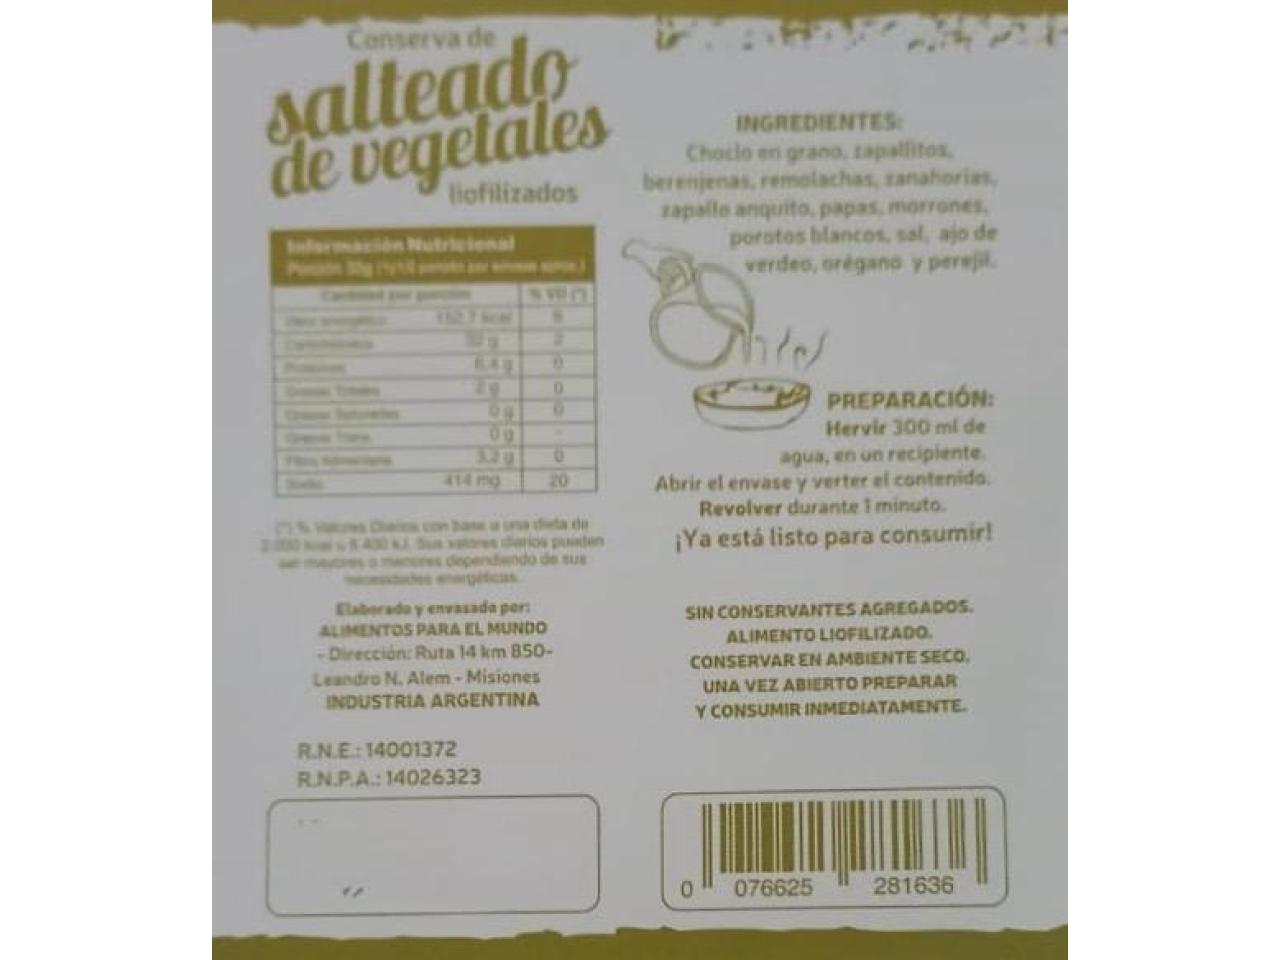 Conserva de
salteado
de vegetales
liofilizados
Información Nutricional
Porción 35g
Cantidad por porción % VD (*)
152.7 kcal 8
2
Proteínas 6,4 g 0
Grasas Totales 2 g 0
Grasas Saturadas 0 g 0
Grasas Trans 0 g -
Fibra Alimentaria 3,2 g 0
Sodio 414 mg 20
(*) % Valores Diarios con base a una dieta de
2.000 kcal u 8.400 kJ. Sus valores diarios pueden
ser mayores o menores dependiendo de sus
necesidades energéticas.
Elaborado y envasado por:
ALIMENTOS PARA EL MUNDO
- Dirección: Ruta 14 km 850-
Leandro N. Alem - Misiones
INDUSTRIA ARGENTINA
R.N.E.: 14001372
R.N.P.A.: 14026323
INGREDIENTES:
Choclo en grano, zapallitos,
berenjenas, remolachas, zanahorias,
zapallo anquito, papas, morrones,
porotos blancos, sal, ajo de
verdeo, orégano y perejil.
PREPARACIÓN:
Hervir 300 ml de
agua, en un recipiente.
Abrir el envase y verter el contenido.
Revolver durante 1 minuto.
¡Ya está listo para consumir!
SIN CONSERVANTES AGREGADOS.
ALIMENTO LIOFILIZADO.
CONSERVAR EN AMBIENTE SECO.
UNA VEZ ABIERTO PREPARAR
Y CONSUMIR INMEDIATAMENTE.
0 076625 281636